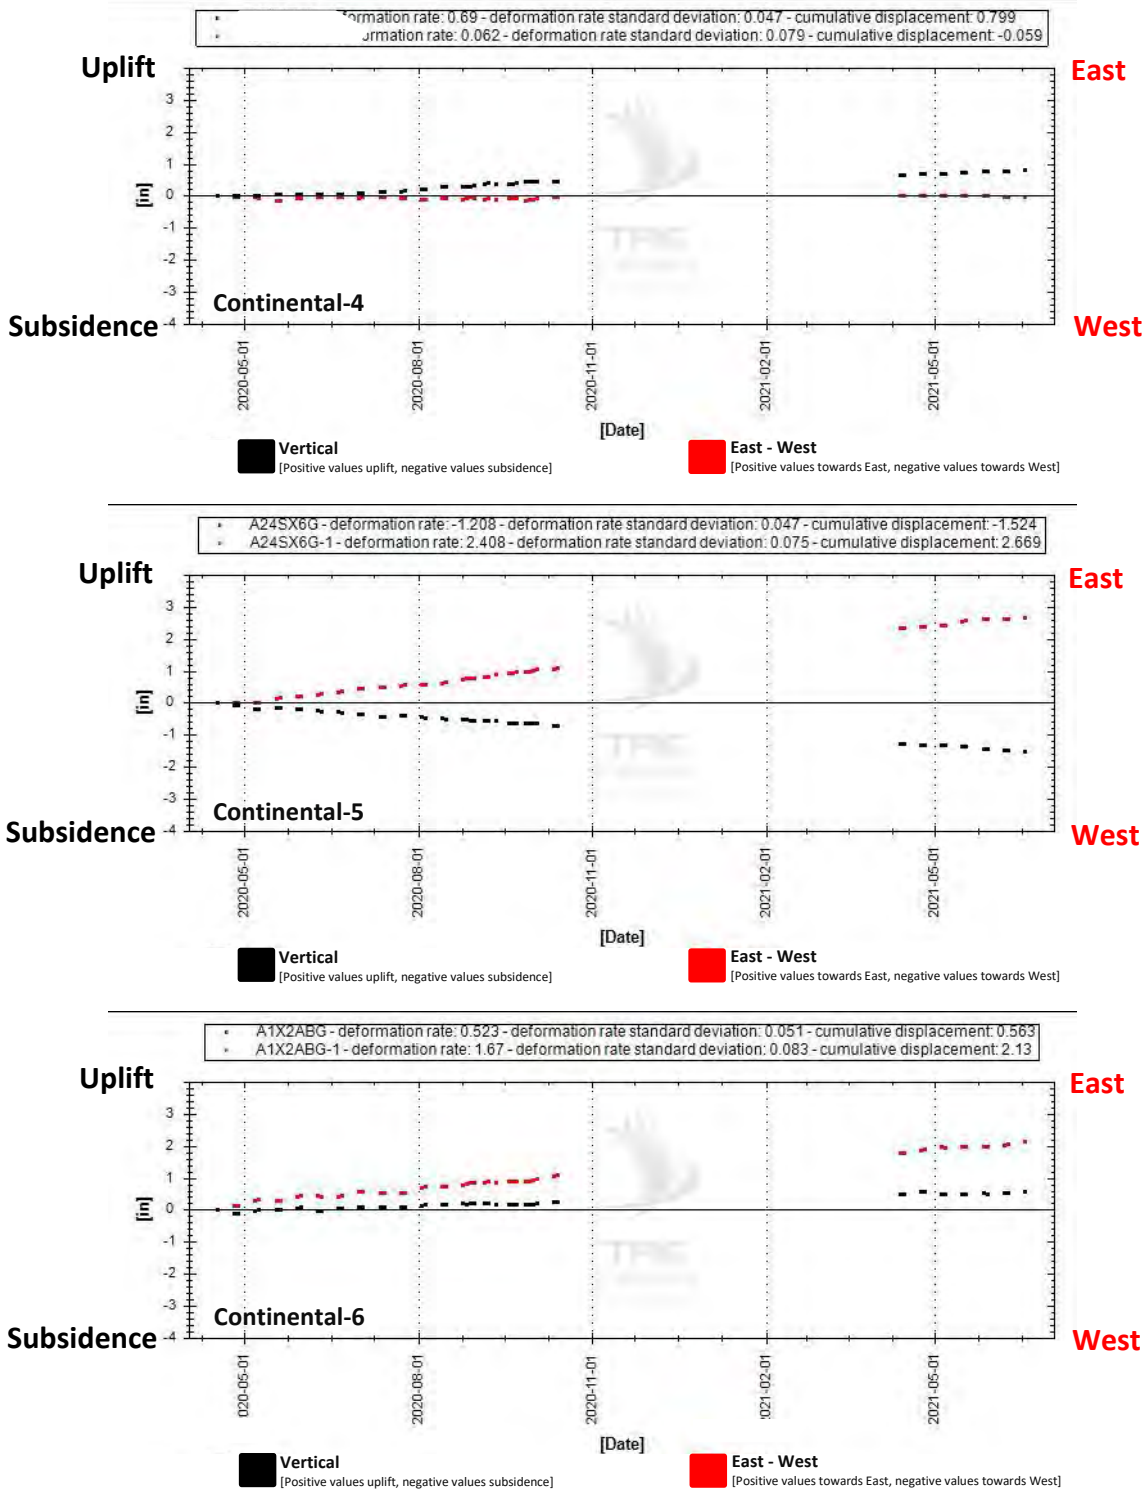 deformation rate: 0.69 - deformation rate standard deviation: 0.047 - cumulative displacement: 0.799
rate: 0.062 - deformation rate standard deviation: 0.079 - cumulative displacement: -0.059
Uplift
East
3
2
1
0
-1
-2
-3
-4
[in]
Continental-4
Subsidence
West
2020-05-01
2020-08-01
2020-11-01
2021-02-01
2021-05-01
[Date]
Vertical
[Positive values uplift, negative values subsidence]
East - West
[Positive values towards East, negative values towards West]
A24SX6G - deformation rate: -1.208 - deformation rate standard deviation: 0.047 - cumulative displacement: -1.524
A24SX6G-1 - deformation rate: 2.408 - deformation rate standard deviation: 0.075 - cumulative displacement: 2.669
Uplift
East
3
2
1
0
-1
-2
-3
-4
[in]
Continental-5
Subsidence
West
2020-05-01
2020-08-01
2020-11-01
2021-02-01
2021-05-01
[Date]
Vertical
[Positive values uplift, negative values subsidence]
East - West
[Positive values towards East, negative values towards West]
A1X2ABG - deformation rate: 0.523 - deformation rate standard deviation: 0.051 - cumulative displacement: 0.563
A1X2ABG-1 - deformation rate: 1.67 - deformation rate standard deviation: 0.083 - cumulative displacement: 2.13
Uplift
East
3
2
1
0
-1
-2
-3
-4
[in]
Continental-6
Subsidence
West
020-05-01
2020-08-01
2020-11-01
2021-02-01
2021-05-01
[Date]
Vertical
[Positive values uplift, negative values subsidence]
East - West
[Positive values towards East, negative values towards West]